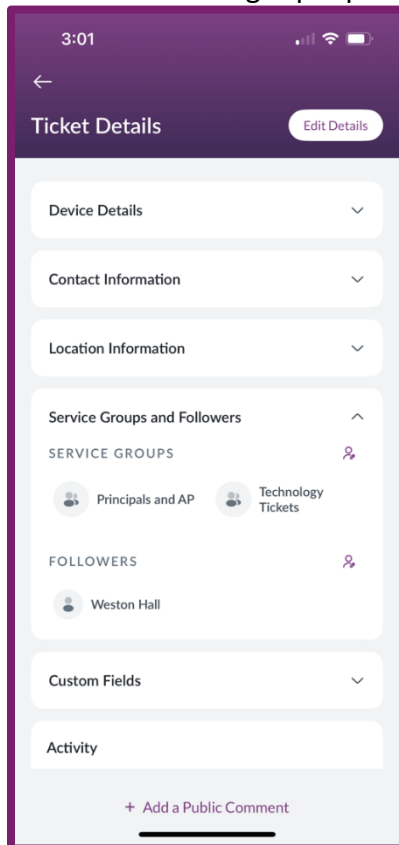 3:01
Ticket Details
Edit Details
Device Details
Contact Information
Location Information
Service Groups and Followers
SERVICE GROUPS
Principals and AP
Technology
Tickets
FOLLOWERS
Weston Hall
Custom Fields
Activity
+ Add a Public Comment